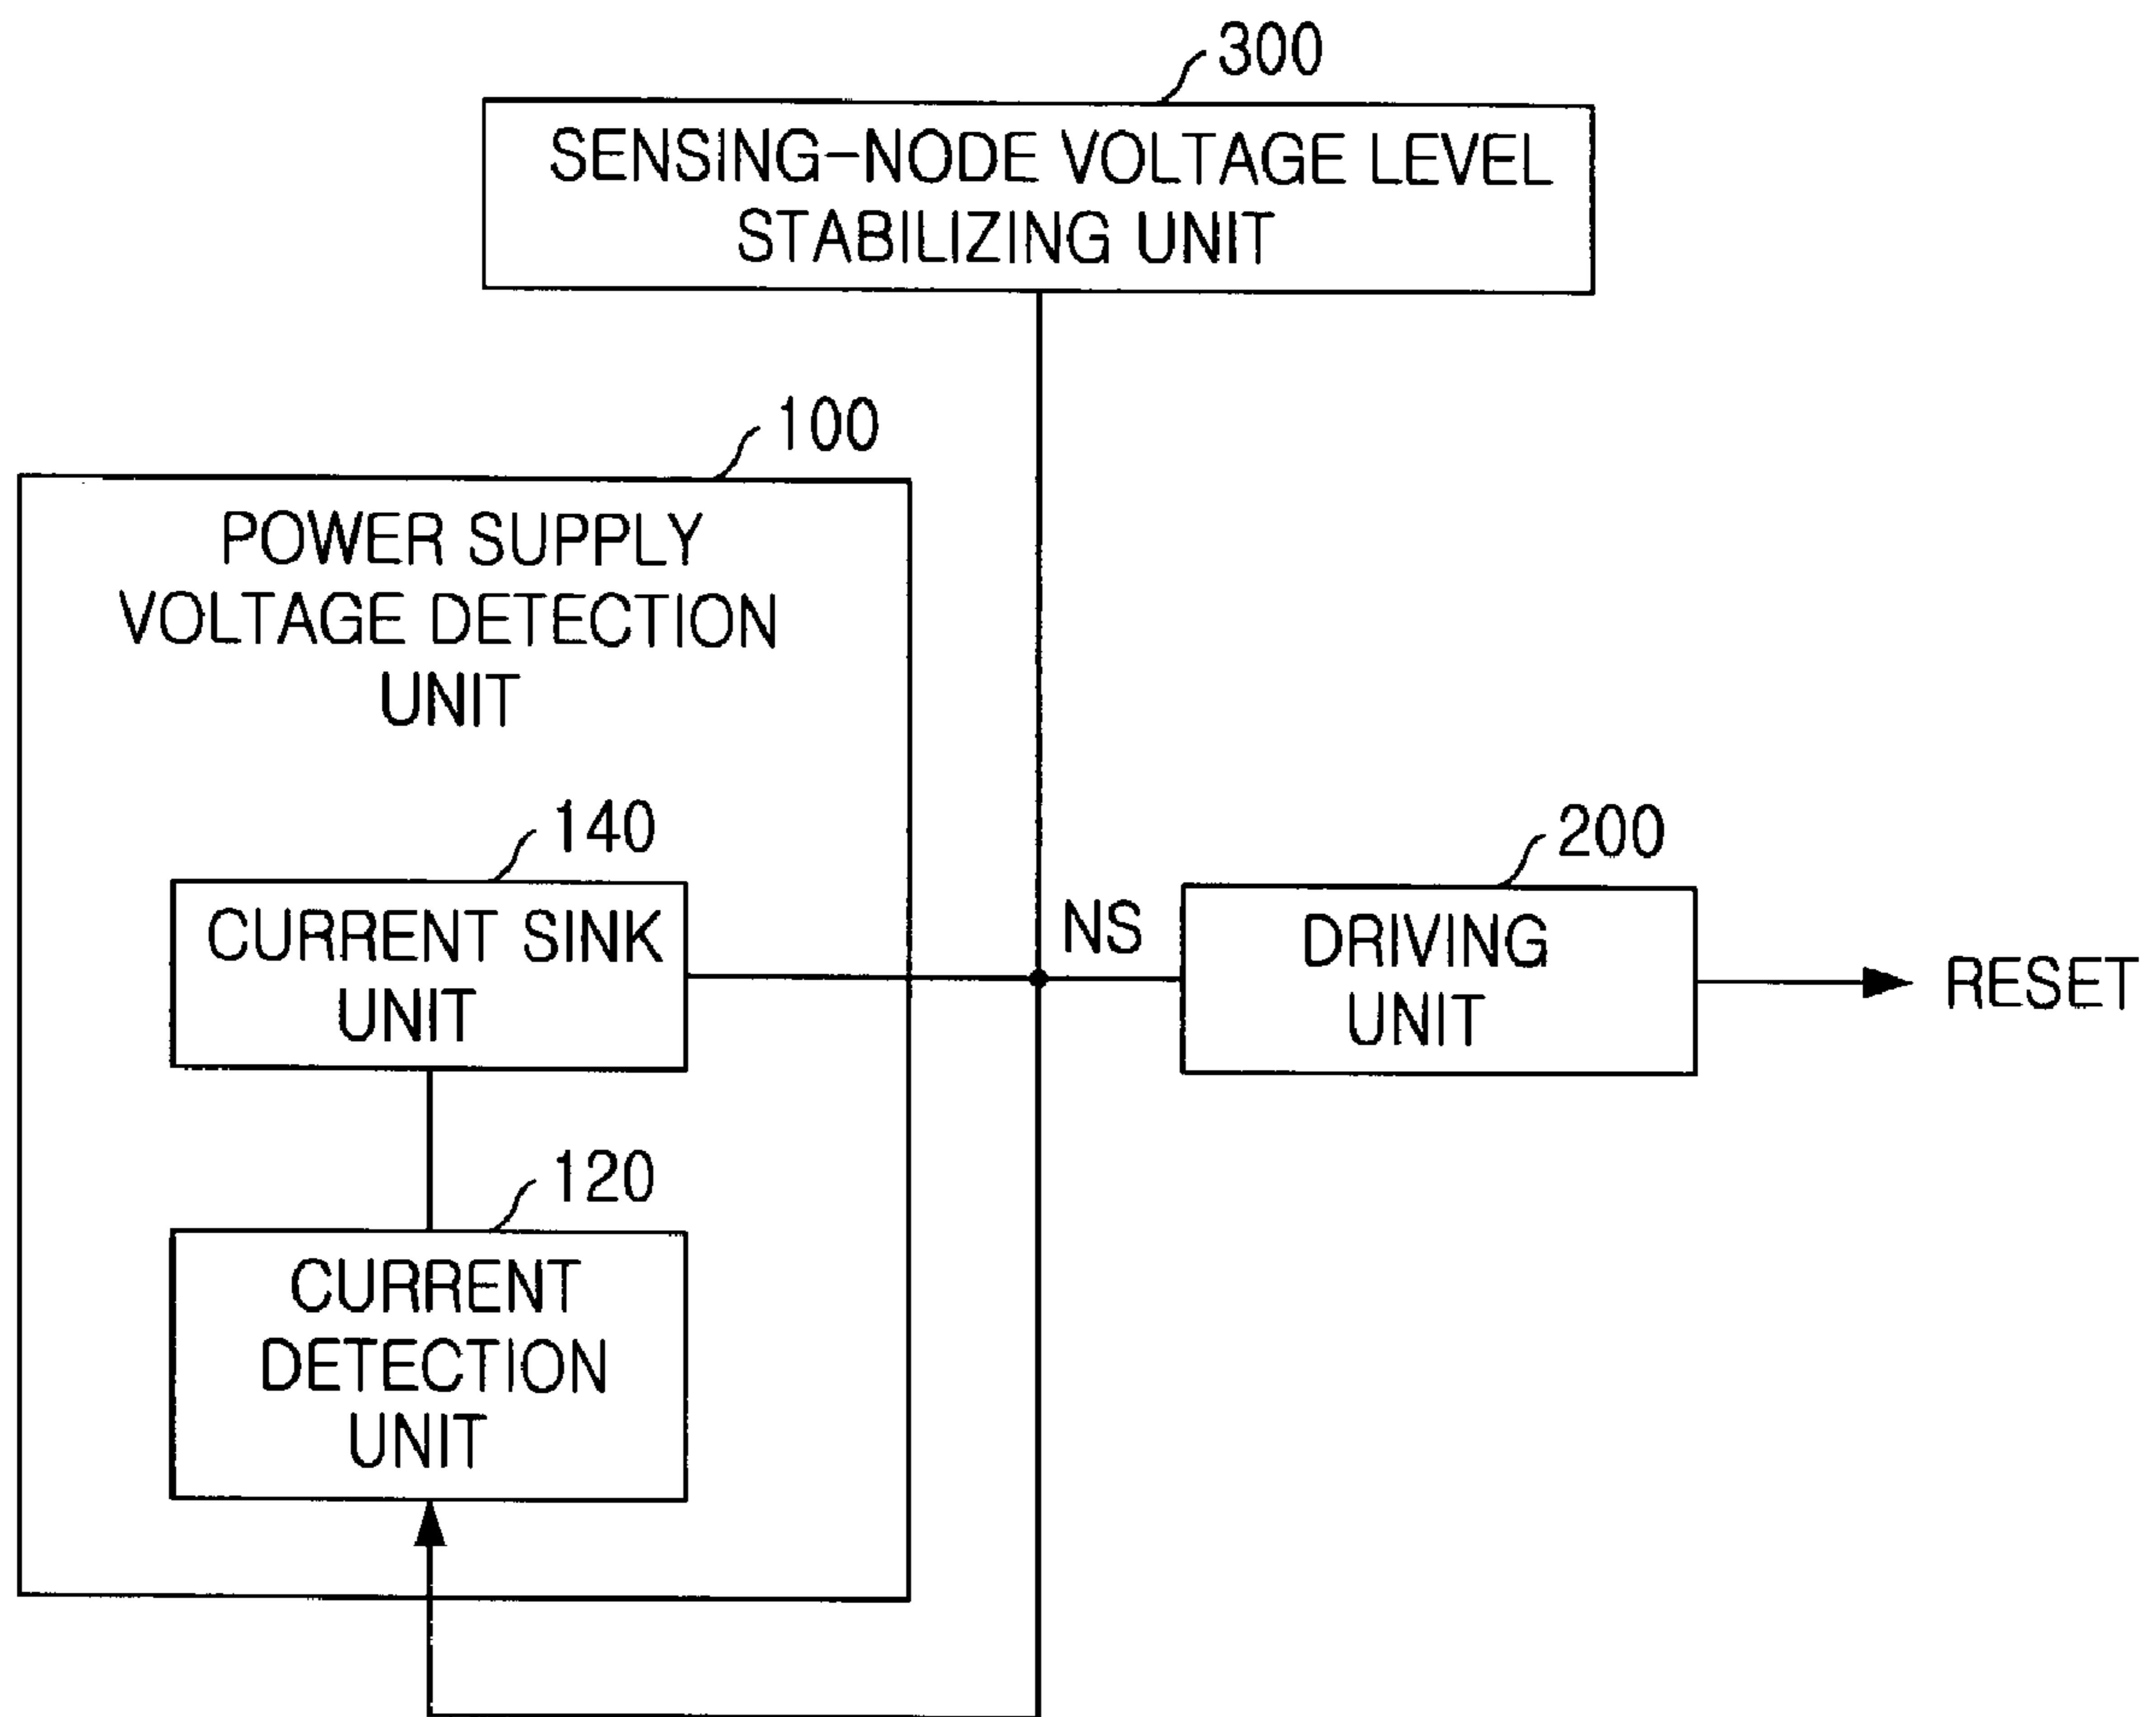 300
SENSING-NODE VOLTAGE LEVEL
STABILIZING UNIT
100
POWER SUPPLY
VOLTAGE DETECTION
UNIT
140
CURRENT SINK
UNIT
NS
200
DRIVING
UNIT
RESET
120
CURRENT
DETECTION
UNIT